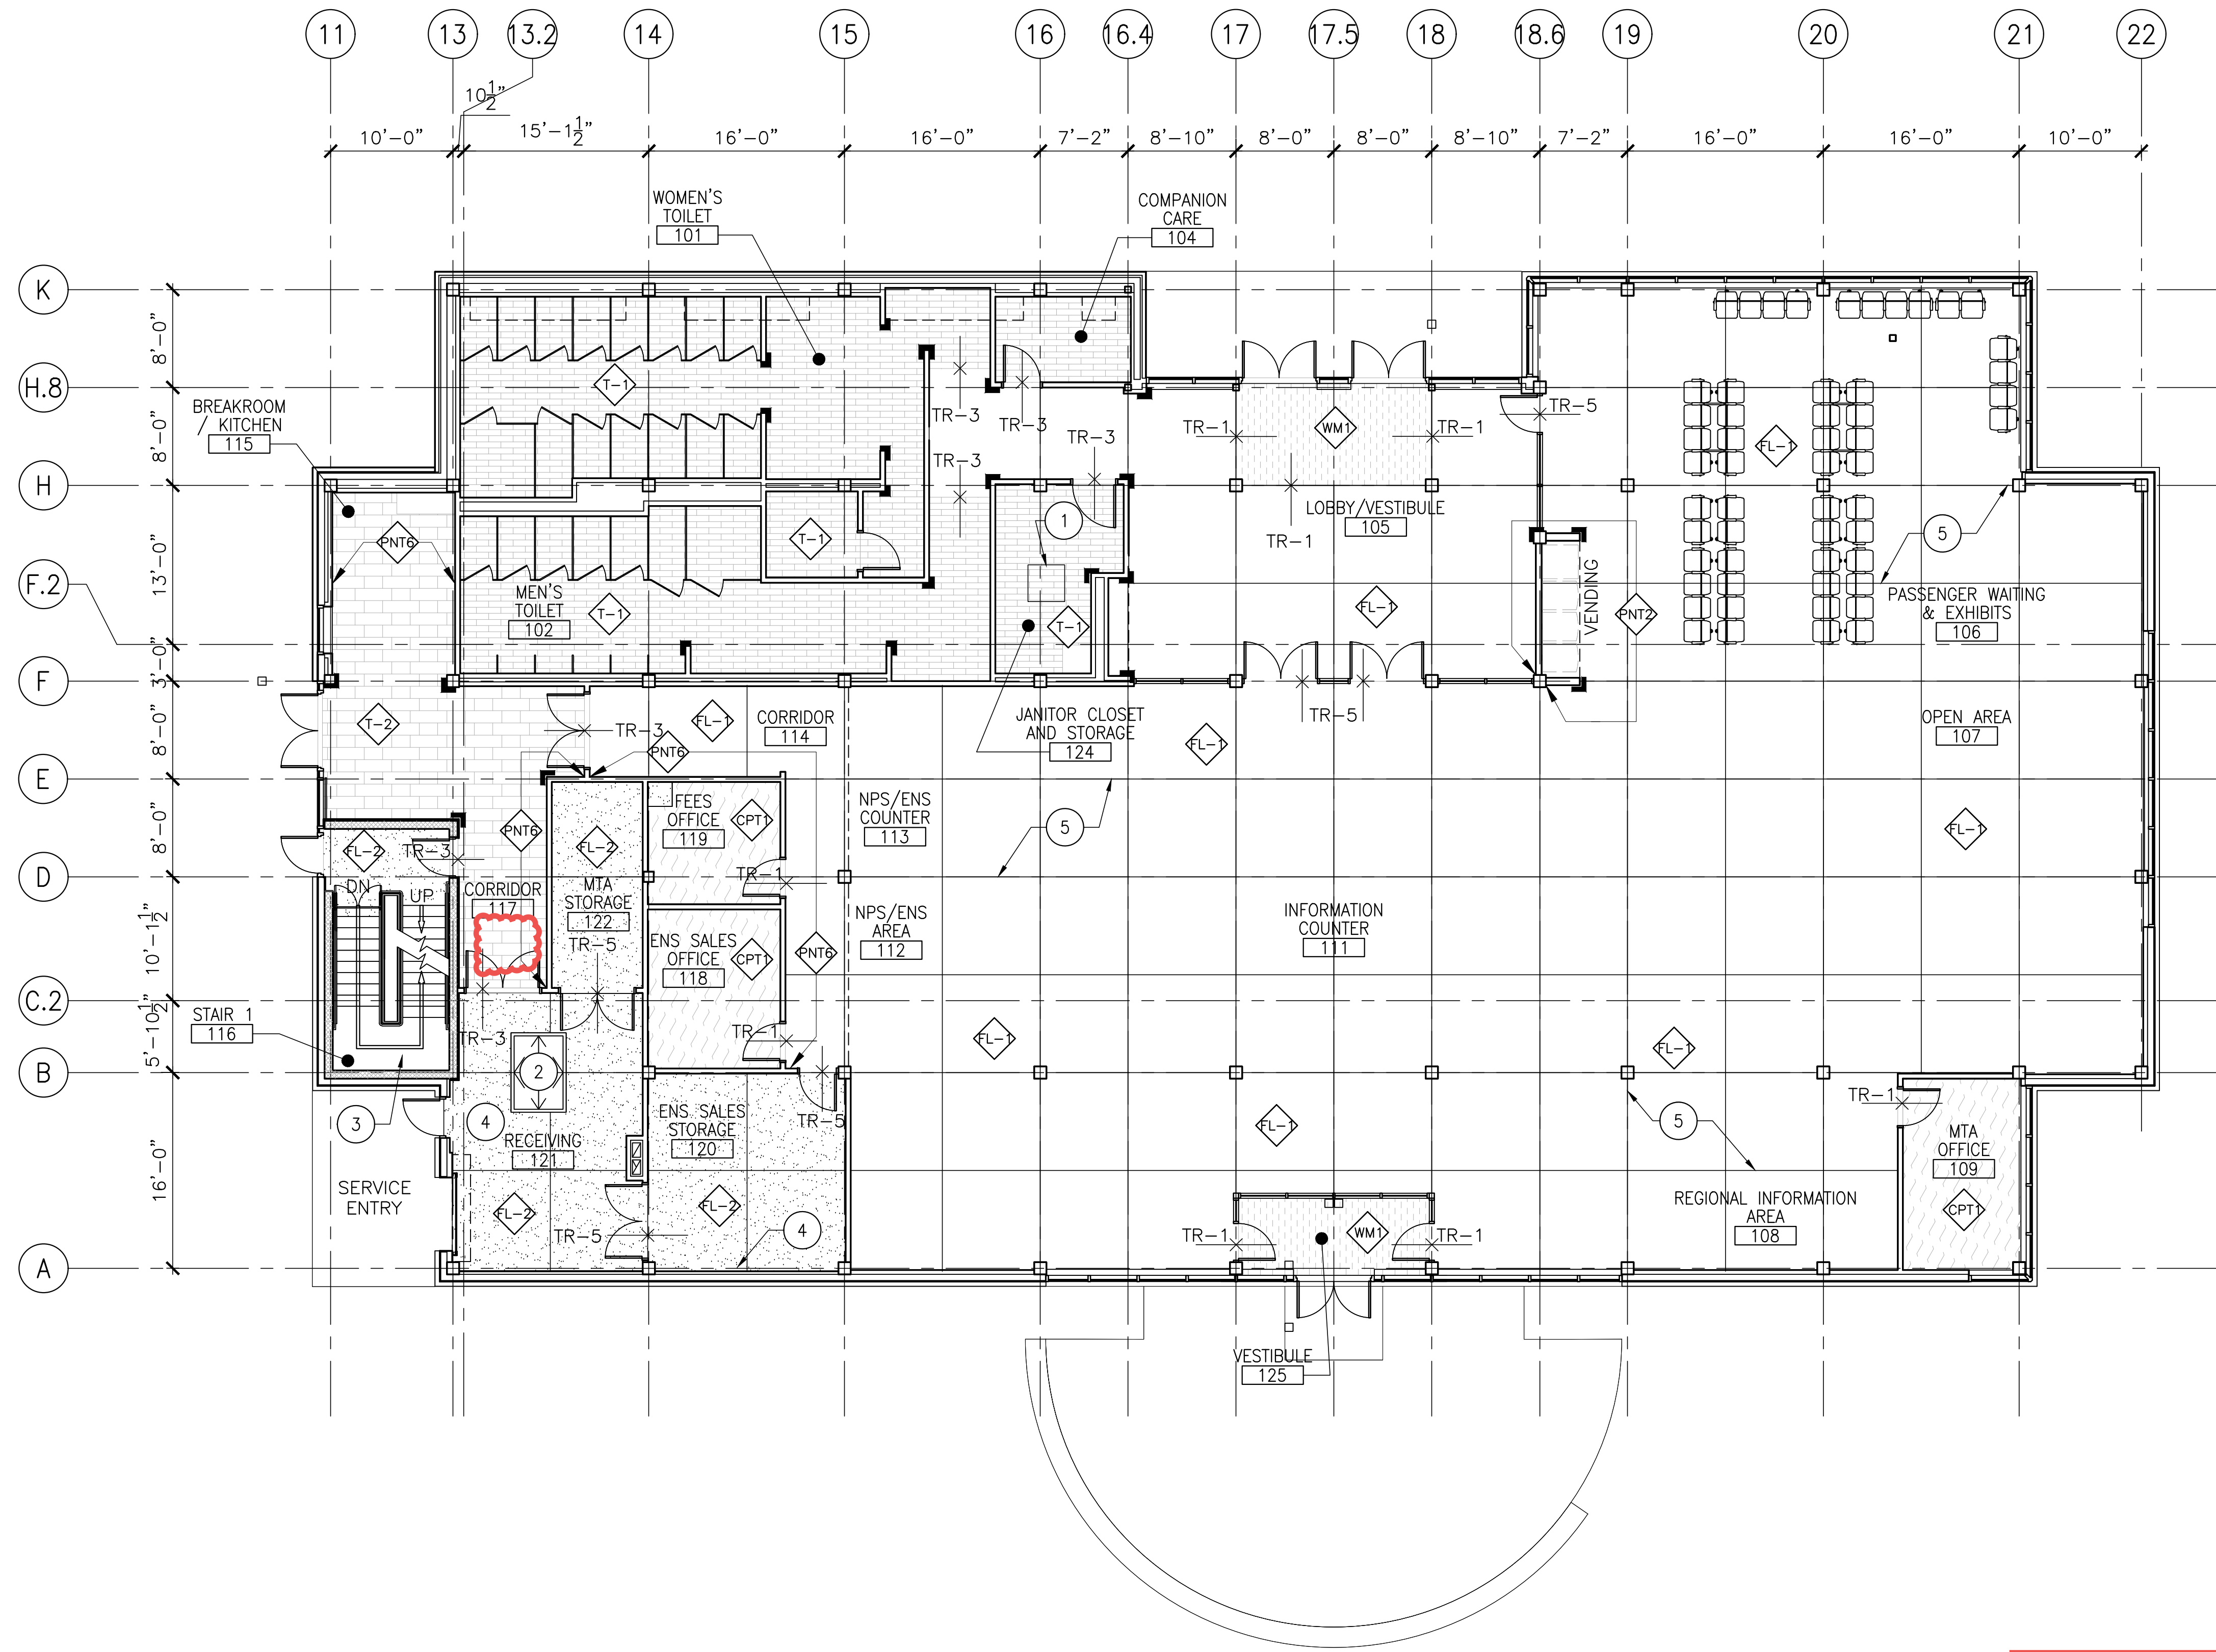 11
13
13.2
14
15
16
16.4
17
17.5
18
18.6
19
20
21
22
10½"
10'-0"
15'-1½"
16'-0"
16'-0"
7'-2"
8'-10"
8'-0"
8'-0"
8'-10"
7'-2"
16'-0"
16'-0"
10'-0"
K
H.8
H
F.2
F
E
D
C.2
B
A
8'-0"
8'-0"
13'-0"
3'-0"
8'-0"
8'-0"
10'-1½"
5'-10½"
16'-0"
WOMEN'S
TOILET
101
COMPANION
CARE
104
BREAKROOM
/ KITCHEN
115
T-1
TR-3
TR-3
TR-3
TR-3
TR-1
WM1
TR-1
TR-5
FL-1
PNT6
T-1
1
LOBBY/VESTIBULE
105
TR-1
5
MEN'S
TOILET
102
T-1
T-1
FL-1
VENDING
PNT2
PASSENGER WAITING
& EXHIBITS
106
T-2
TR-3
FL-1
CORRIDOR
114
PNT6
JANITOR CLOSET
AND STORAGE
124
FL-1
TR-5
OPEN AREA
107
FEES
OFFICE
119
CPT1
NPS/ENS
COUNTER
113
5
PNT6
FL-2
FL-1
FL-2
TR-3
TR-1
DN
UP
CORRIDOR
117
MTA
STORAGE
122
TR-5
ENS SALES
OFFICE
118
CPT1
PNT6
NPS/ENS
AREA
112
INFORMATION
COUNTER
111
STAIR 1
116
TR-3
TR-1
FL-1
FL-1
2
3
4
RECEIVING
121
ENS SALES
STORAGE
120
TR-5
FL-1
5
TR-1
MTA
OFFICE
109
CPT1
SERVICE
ENTRY
FL-2
TR-5
FL-2
4
TR-1
WM1
TR-1
REGIONAL INFORMATION
AREA
108
VESTIBULE
125